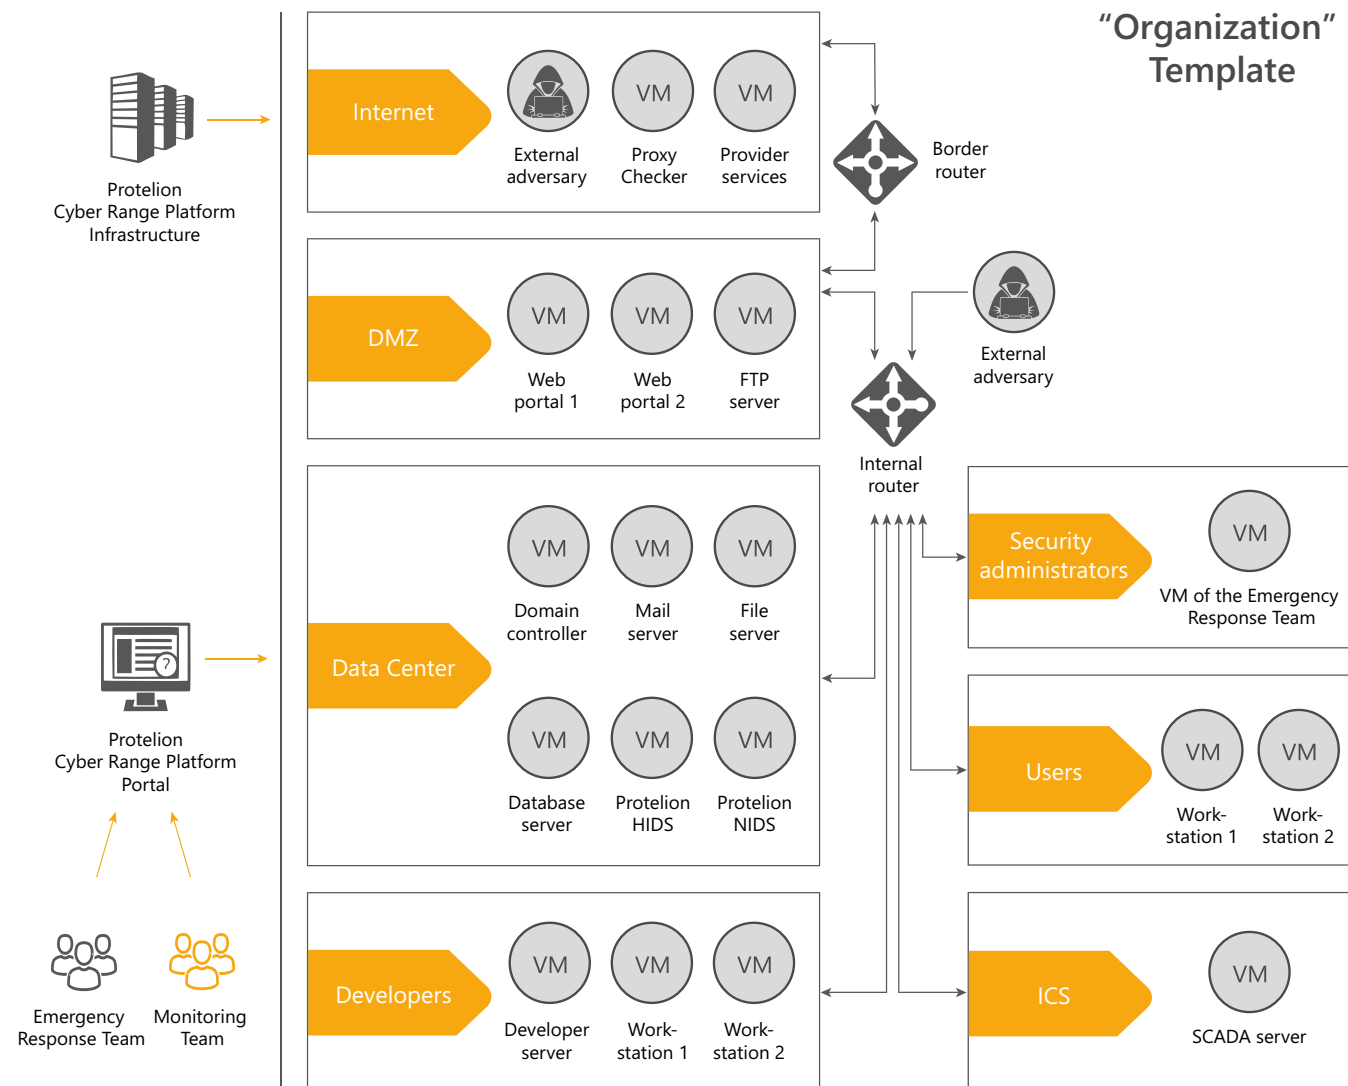 “Organization”
Template
Protelion
Cyber Range Platform
Infrastructure
Internet
VM
VM
External
adversary
Proxy
Checker
Provider
services
Border
router
DMZ
VM
VM
VM
Web
portal 1
Web
portal 2
FTP
server
External
adversary
Internal
router
Data Center
VM
VM
VM
Domain
controller
Mail
server
File
server
VM
VM
VM
Database
server
Protelion
HIDS
Protelion
NIDS
Security
administrators
VM
VM of the Emergency
Response Team
?
Protelion
Cyber Range Platform
Portal
Users
VM
VM
Work-
station 1
Work-
station 2
Emergency
Response Team
Monitoring
Team
Developers
VM
VM
VM
Developer
server
Work-
station 1
Work-
station 2
ICS
VM
SCADA server